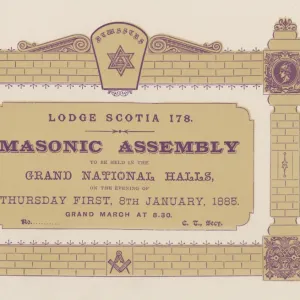 LODGE SCOTIA 178.
MASONIC ASSEMBLY
TO BE HELD IN THE
GRAND NATIONAL HALLS,
ON THE EVENING OF
THURSDAY FIRST, 8TH JANUARY, 1885.
GRAND MARCH AT 8.30.
No.......... C. T., Secy.